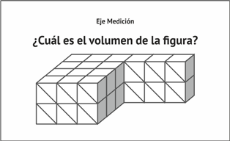 Eje Medición
¿Cuál es el volumen de la figura?